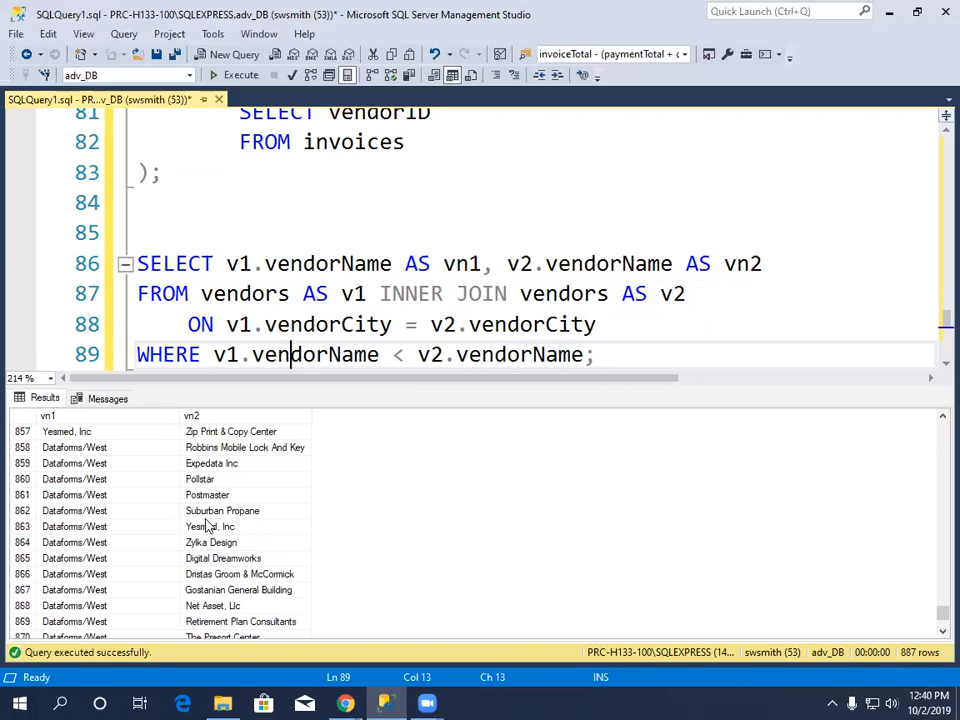 SQLQuery1.sql - PRC-H133-100\SQLEXPRESS.adv_DB (swsmith (53))* - Microsoft SQL Server Management Studio
Quick Launch (Ctrl+Q)
File Edit View Query Project Tools Window Help
New Query
invoiceTotal - (paymentTotal +
adv_DB
Execute
SQLQuery1.sql - PR...v_DB (swsmith (53))*
81 SELECT vendorID
82 FROM invoices
83 );
84
85
86 SELECT v1.vendorName AS vn1, v2.vendorName AS vn2
87 FROM vendors AS v1 INNER JOIN vendors AS v2
88 ON v1.vendorCity = v2.vendorCity
89 WHERE v1.vendorName < v2.vendorName;
214 %
Results Messages
vn1 vn2
857 Yesmed, Inc Zip Print & Copy Center
858 Dataforms/West Robbins Mobile Lock And Key
859 Dataforms/West Expedata Inc
860 Dataforms/West Pollstar
861 Dataforms/West Postmaster
862 Dataforms/West Suburban Propane
863 Dataforms/West Yesmed, Inc
864 Dataforms/West Zylka Design
865 Dataforms/West Digital Dreamworks
866 Dataforms/West Dristas Groom & McCormick
867 Dataforms/West Gostanian General Building
868 Dataforms/West Net Asset, Llc
869 Dataforms/West Retirement Plan Consultants
870 Dataforms/West The Presort Center
Query executed successfully.
PRC-H133-100\SQLEXPRESS (14... swsmith (53) adv_DB 00:00:00 887 rows
Ready Ln 89 Col 13 Ch 13 INS
12:40 PM
10/2/2019